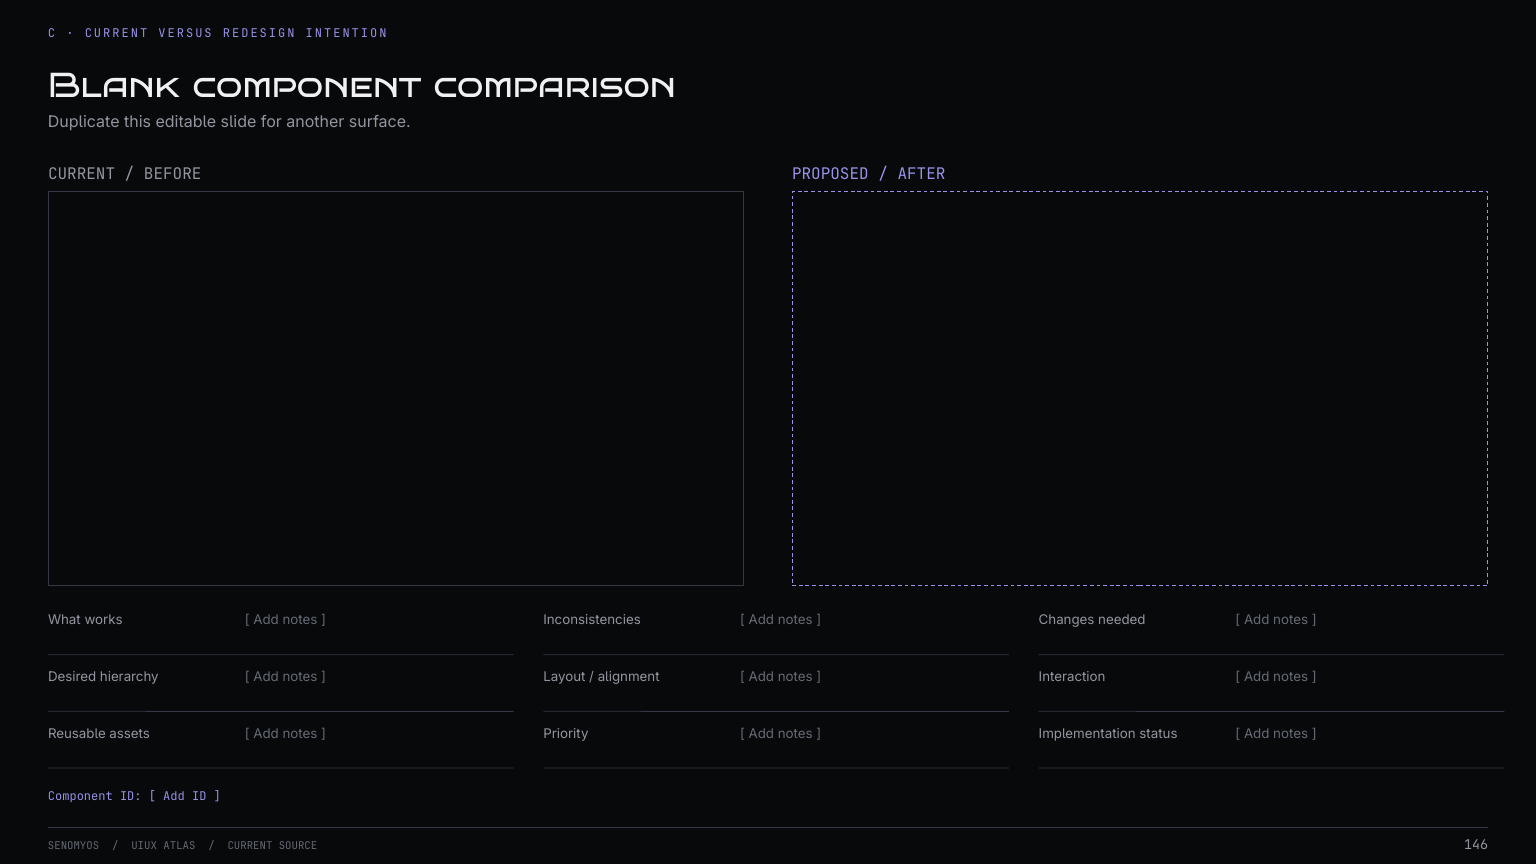 C · CURRENT VERSUS REDESIGN INTENTION
Blank component comparison
Duplicate this editable slide for another surface.
CURRENT / BEFORE
PROPOSED / AFTER
What works [ Add notes ] Inconsistencies [ Add notes ] Changes needed [ Add notes ]
Desired hierarchy [ Add notes ] Layout / alignment [ Add notes ] Interaction [ Add notes ]
Reusable assets [ Add notes ] Priority [ Add notes ] Implementation status [ Add notes ]
Component ID: [ Add ID ]
SENOMYOS / UIUX ATLAS / CURRENT SOURCE 146